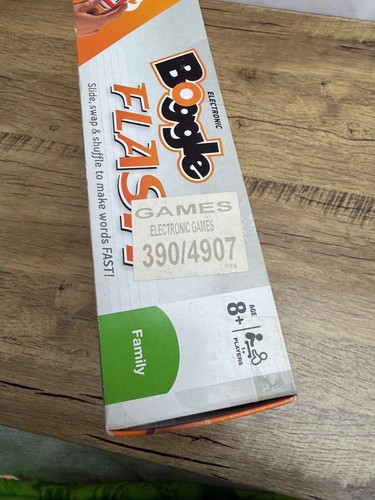 ELECTRONIC
Boggle
FLASH
Slide, swap & shuffle to make words FAST!
GAMES
ELECTRONIC GAMES
390/4907
AGE
8+
1+
PLAYERS
Family